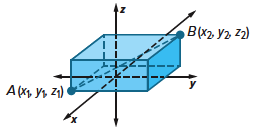 z
B(x₂, y₂, z₂)
A(x₁, y₁, z₁)
y
x